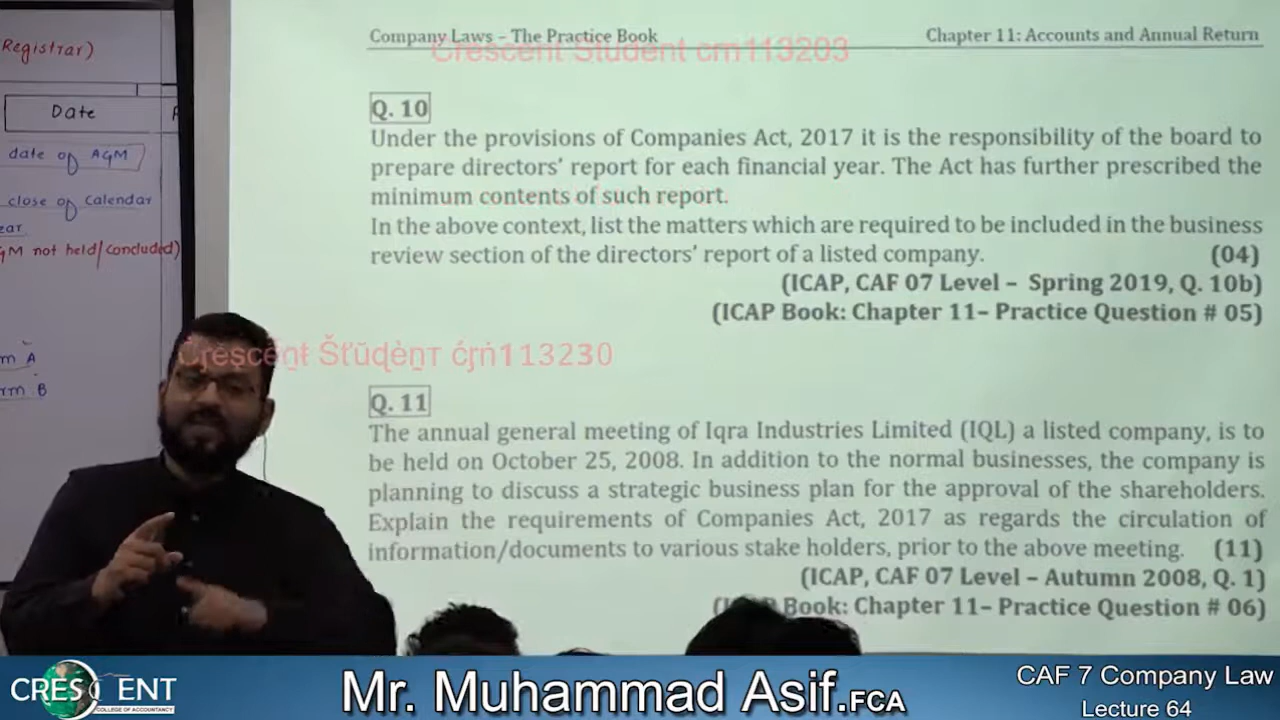 Registrar)
Date
date of AGM
close of Calendar
ear
GM not held/concluded)
m A
rm B
Company Laws – The Practice Book
Chapter 11: Accounts and Annual Return
Crescent Student crn113203
Q. 10
Under the provisions of Companies Act, 2017 it is the responsibility of the board to
prepare directors' report for each financial year. The Act has further prescribed the
minimum contents of such report.
In the above context, list the matters which are required to be included in the business
review section of the directors' report of a listed company. (04)
(ICAP, CAF 07 Level – Spring 2019, Q. 10b)
(ICAP Book: Chapter 11– Practice Question # 05)
Cresceṉt Šťŭɖèṉт ćɼṅ113230
Q. 11
The annual general meeting of Iqra Industries Limited (IQL) a listed company, is to
be held on October 25, 2008. In addition to the normal businesses, the company is
planning to discuss a strategic business plan for the approval of the shareholders.
Explain the requirements of Companies Act, 2017 as regards the circulation of
information/documents to various stake holders, prior to the above meeting. (11)
(ICAP, CAF 07 Level – Autumn 2008, Q. 1)
Book: Chapter 11– Practice Question # 06)
CRESCENT
COLLEGE OF ACCOUNTANCY
Mr. Muhammad Asif.FCA
CAF 7 Company Law
Lecture 64